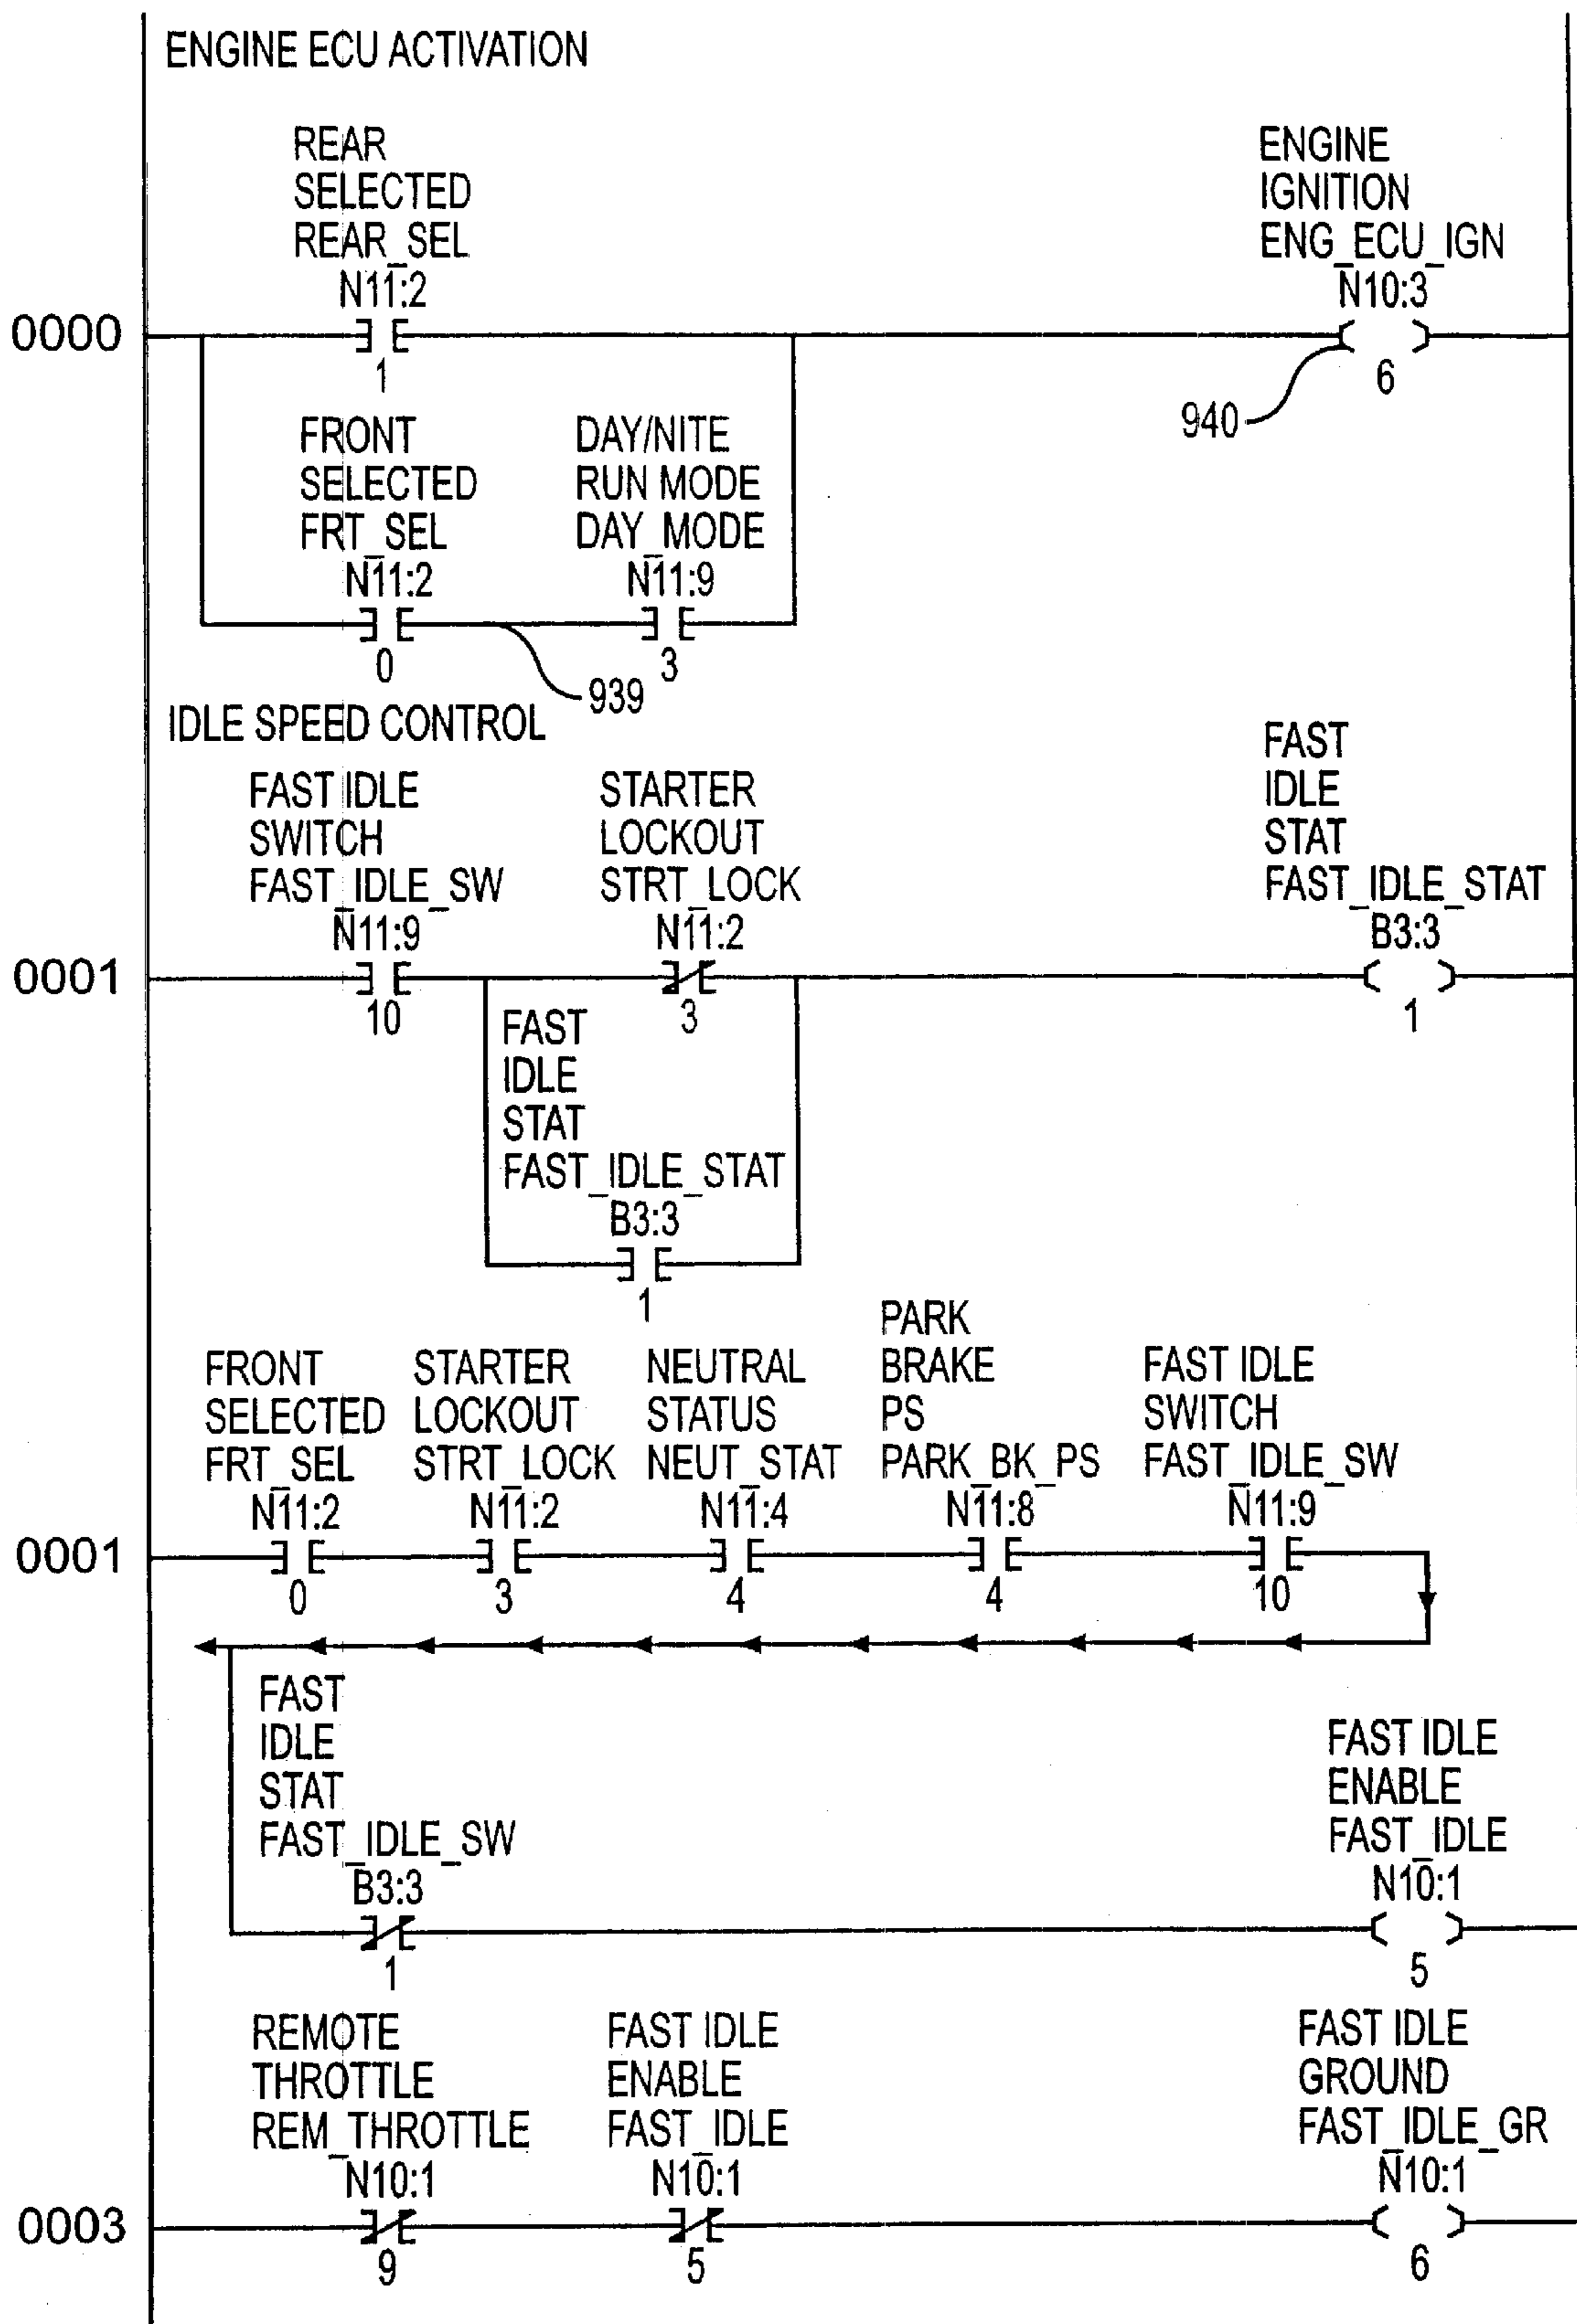 ENGINE ECU ACTIVATION
REAR
SELECTED
REAR_SEL
N11:2
1
ENGINE
IGNITION
ENG_ECU_IGN
N10:3
6
0000
940
FRONT
SELECTED
FRT_SEL
N11:2
0
DAY/NITE
RUN MODE
DAY_MODE
N11:9
3
939
IDLE SPEED CONTROL
FAST IDLE
SWITCH
FAST_IDLE_SW
N11:9
10
STARTER
LOCKOUT
STRT_LOCK
N11:2
3
FAST
IDLE
STAT
FAST_IDLE_STAT
B3:3
1
0001
FAST
IDLE
STAT
FAST_IDLE_STAT
B3:3
1
FRONT
SELECTED
FRT_SEL
N11:2
0
STARTER
LOCKOUT
STRT_LOCK
N11:2
3
NEUTRAL
STATUS
NEUT_STAT
N11:4
4
PARK
BRAKE
PS
PARK_BK_PS
N11:8
4
FAST IDLE
SWITCH
FAST_IDLE_SW
N11:9
10
0001
FAST
IDLE
STAT
FAST_IDLE_SW
B3:3
1
FAST IDLE
ENABLE
FAST_IDLE
N10:1
5
REMOTE
THROTTLE
REM_THROTTLE
N10:1
9
FAST IDLE
ENABLE
FAST_IDLE
N10:1
5
FAST IDLE
GROUND
FAST_IDLE_GR
N10:1
6
0003